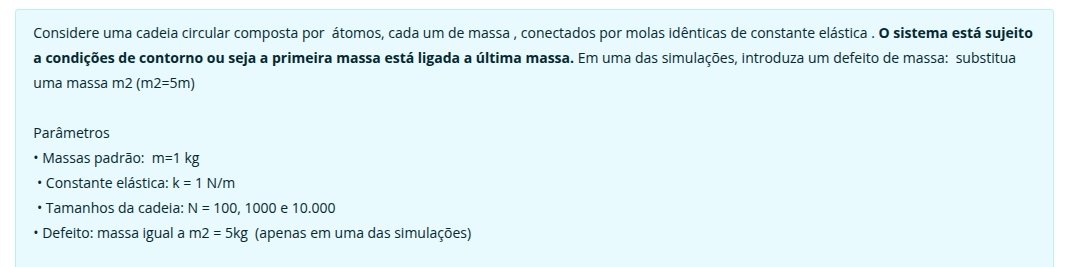 Considere uma cadeia circular composta por átomos, cada um de massa , conectados por molas idênticas de constante elástica . O sistema está sujeito
a condições de contorno ou seja a primeira massa está ligada a última massa. Em uma das simulações, introduza um defeito de massa: substitua
uma massa m2 (m2=5m)
Parâmetros
• Massas padrão: m=1 kg
• Constante elástica: k = 1 N/m
• Tamanhos da cadeia: N = 100, 1000 e 10.000
• Defeito: massa igual a m2 = 5kg (apenas em uma das simulações)